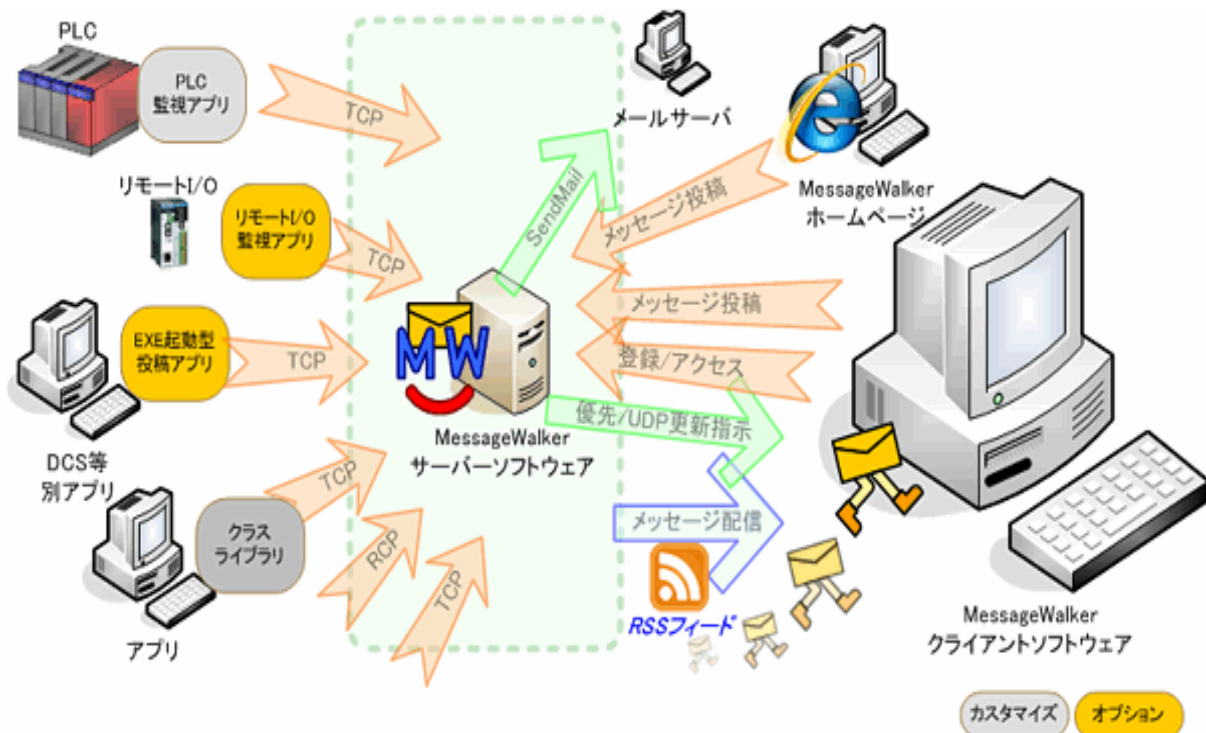 PLC
PLC
監視アプリ
TCP
リモートI/O
リモートI/O
監視アプリ
TCP
EXE起動型
投稿アプリ
TCP
DCS等
別アプリ
クラス
ライブラリ
アプリ
TCP
RCP
TCP
SendMail
メールサーバ
MW
MessageWalker
サーバーソフトウェア
MessageWalker
ホームページ
メッセージ投稿
メッセージ投稿
登録/アクセス
優先/UDP更新指示
メッセージ配信
RSSフィード
MessageWalker
クライアントソフトウェア
カスタマイズ
オプション